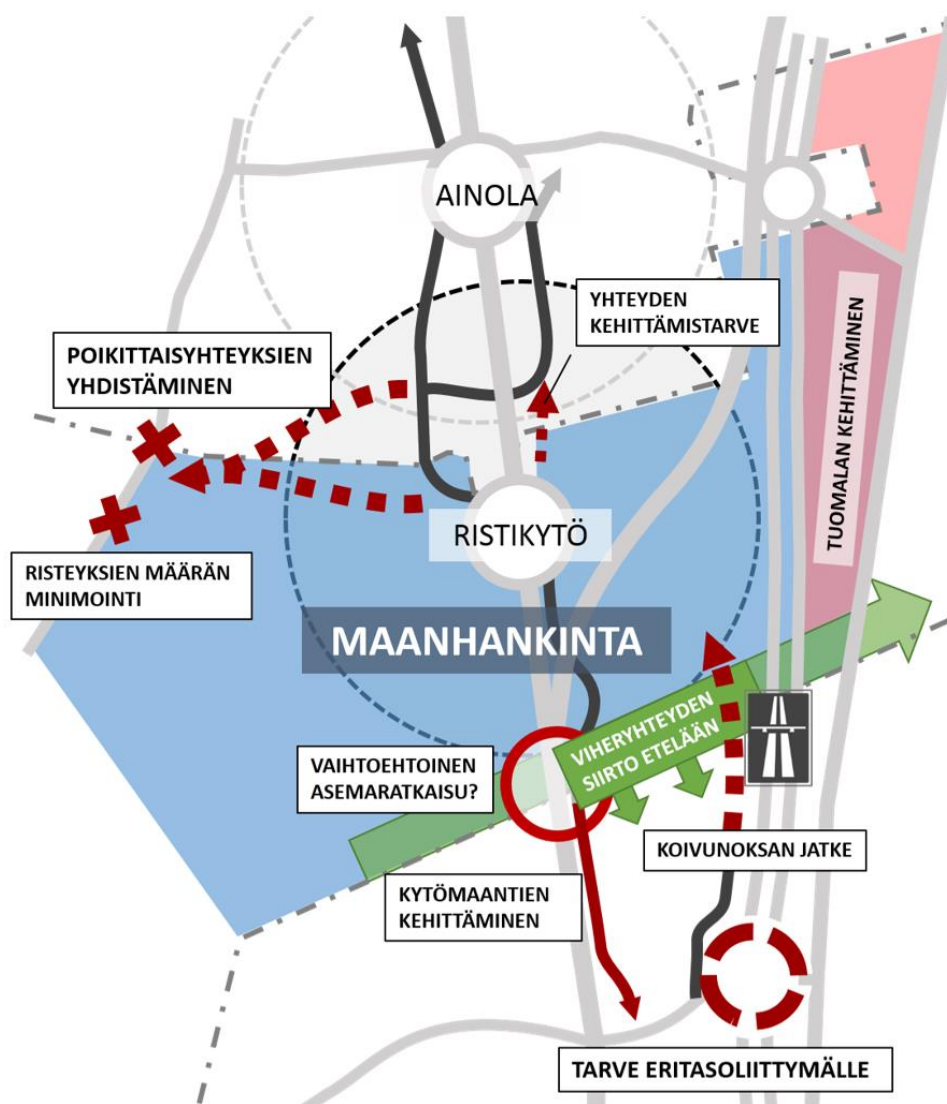 AINOLA
YHTEYDEN
KEHITTÄMISTARVE
POIKITTAISYHTEYKSIEN
YHDISTÄMINEN
TUOMALAN KEHITTÄMINEN
RISTIKYTÖ
RISTEYKSIEN MÄÄRÄN
MINIMOINTI
MAANHANKINTA
VIHERYHTEYDEN
SIIRTO ETELÄÄN
VAIHTOEHTOINEN
ASEMARATKAISU?
KOIVUNOKSAN JATKE
KYTÖMAANTIEN
KEHITTÄMINEN
TARVE ERITASOLIITTYMÄLLE